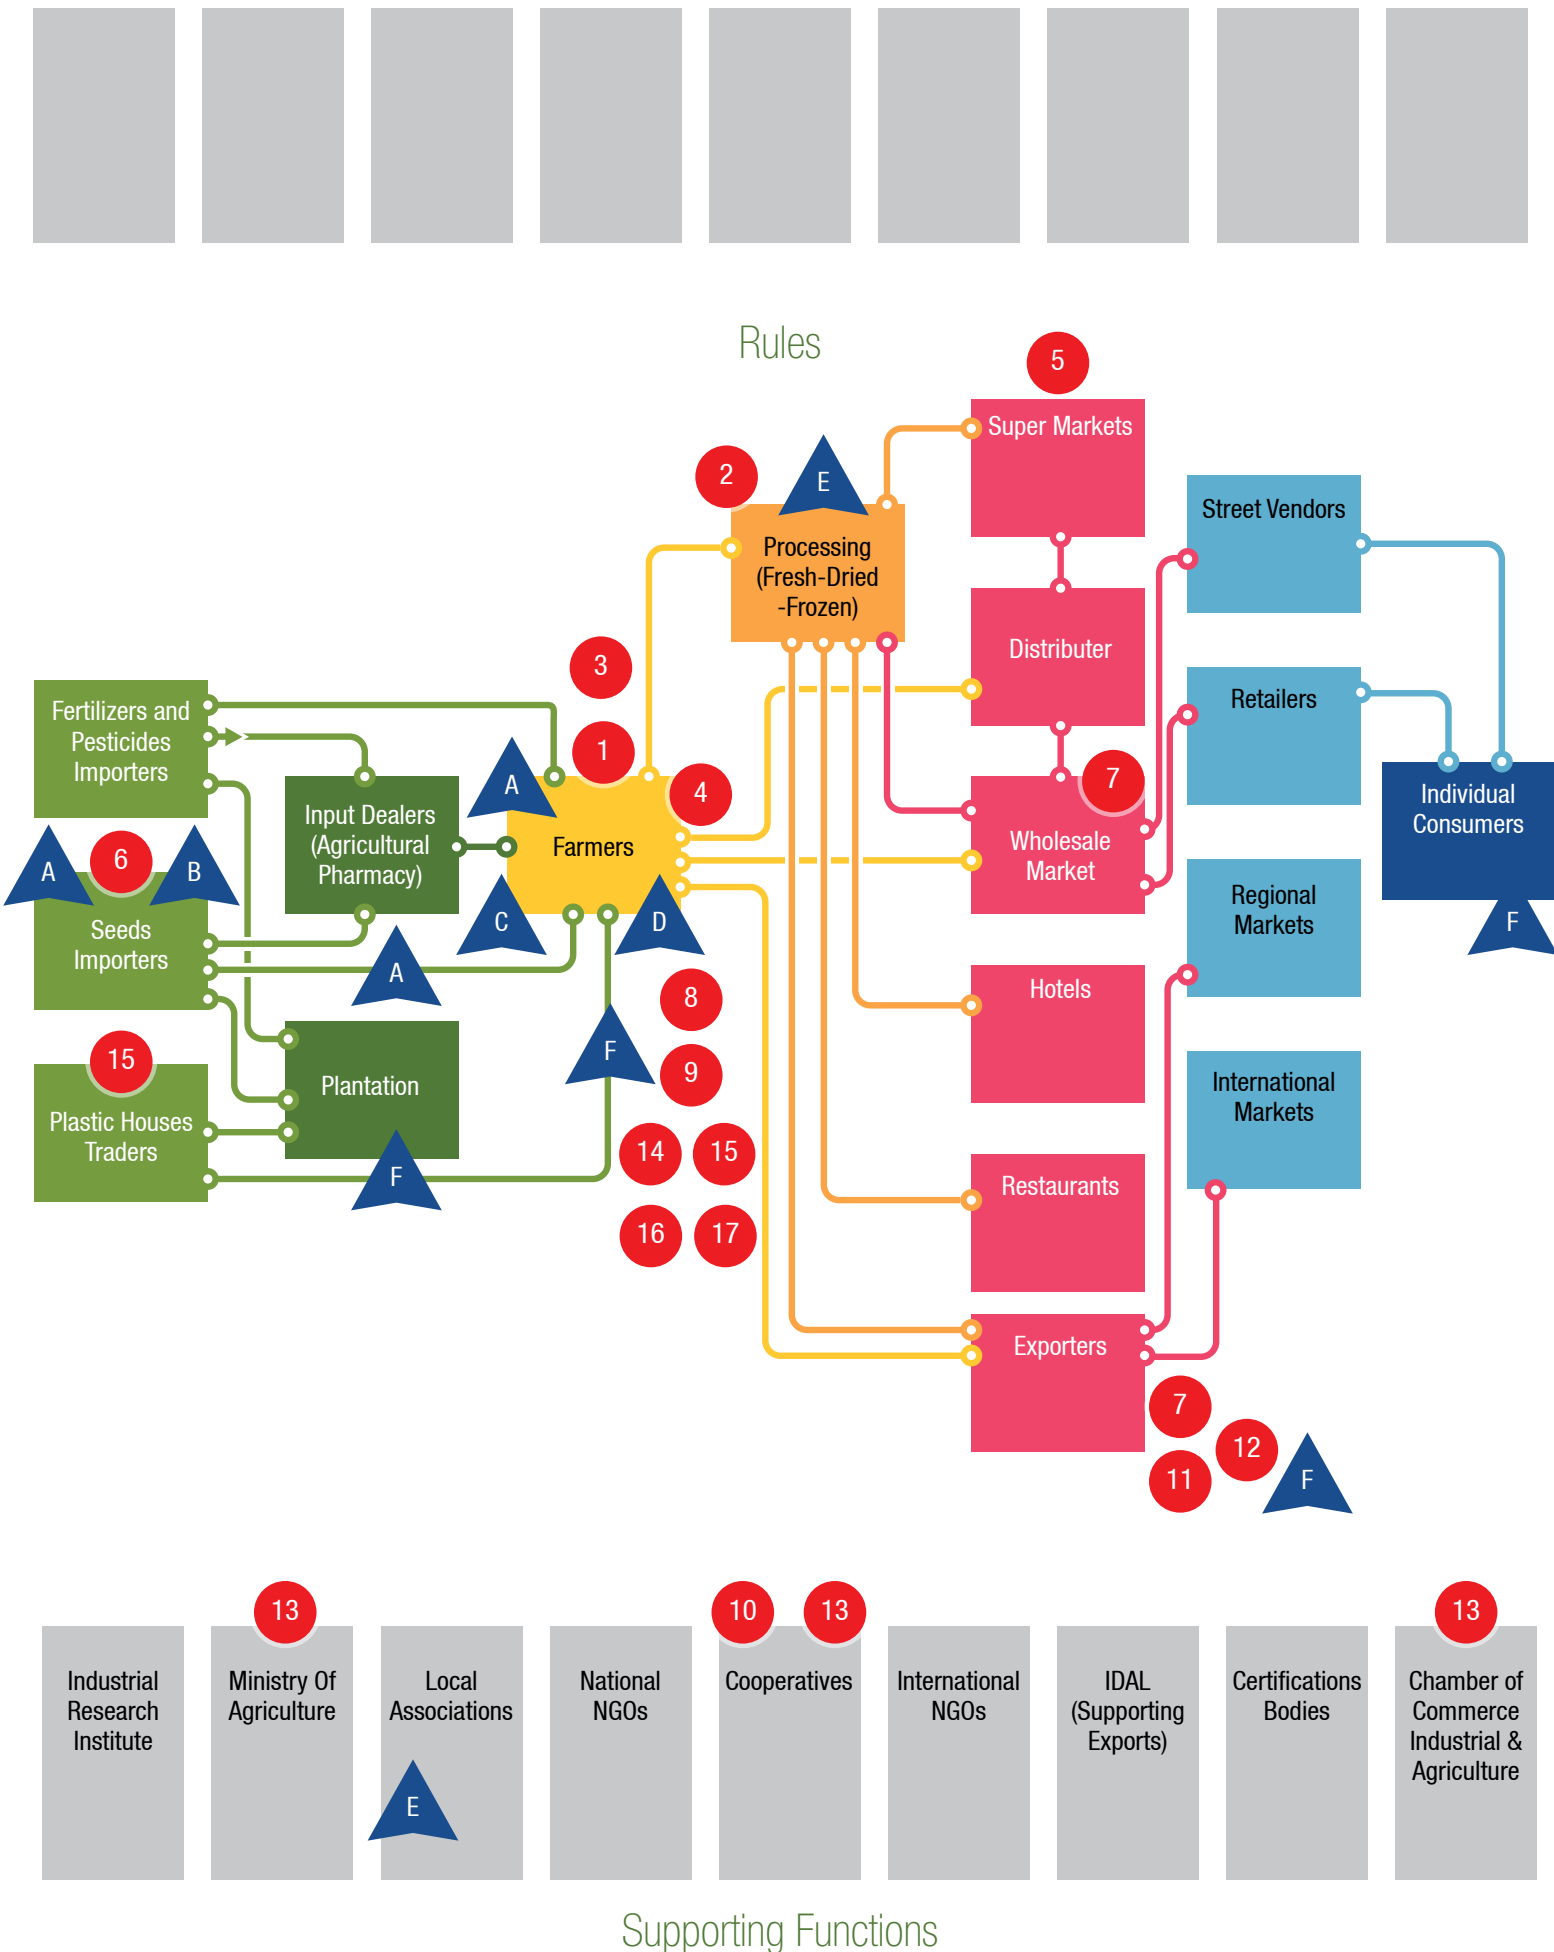 Rules
5
Super Markets
2
E
Processing
(Fresh-Dried
-Frozen)
Street Vendors
Distributer
3
Fertilizers and
Pesticides
Importers
Retailers
1
A
4
7
Input Dealers
(Agricultural
Pharmacy)
Farmers
Wholesale
Market
Individual
Consumers
A
6
B
Seeds
Importers
C
D
Regional
Markets
F
A
8
Hotels
F
9
15
Plantation
International
Markets
Plastic Houses
Traders
14
15
F
Restaurants
16
17
Exporters
7
12
11
F
13
10
13
13
Industrial
Research
Institute
Ministry Of
Agriculture
Local
Associations
National
NGOs
Cooperatives
International
NGOs
IDAL
(Supporting
Exports)
Certifications
Bodies
Chamber of
Commerce
Industrial &
Agriculture
E
Supporting Functions